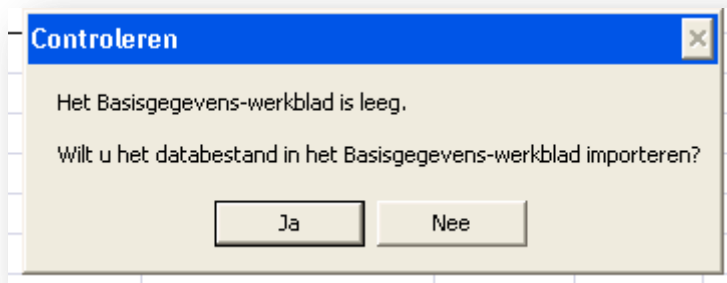 Controleren
Het Basisgegevens-werkblad is leeg.
Wilt u het databestand in het Basisgegevens-werkblad importeren?
Ja
Nee